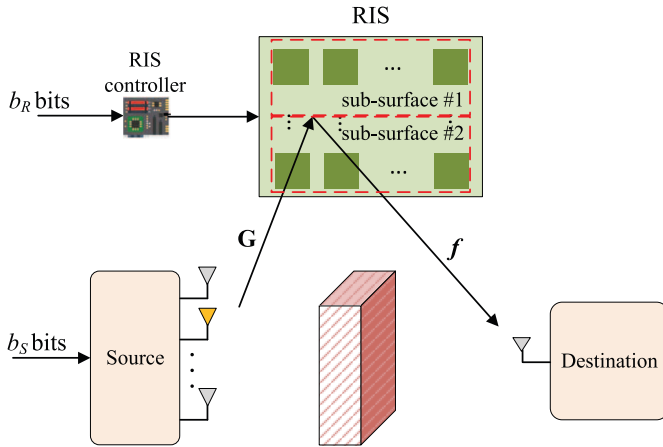 RIS
RIS
controller
b_R bits
...
sub-surface #1
sub-surface #2
...
G
f
b_S bits
Source
Destination